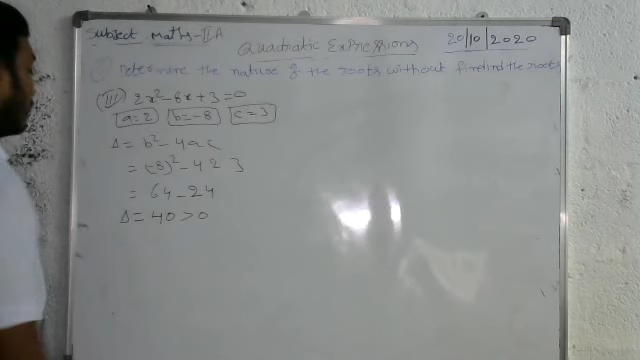 Subject Maths-IIA
Quadratic Expressions 20/10/2020
Determine the nature of the roots without findind the roots
(III) 2x²-8x+3=0
a=2 b=-8 c=3
Δ = b²-4ac
= (-8)²-4 2 3
= 64-24
Δ = 40>0